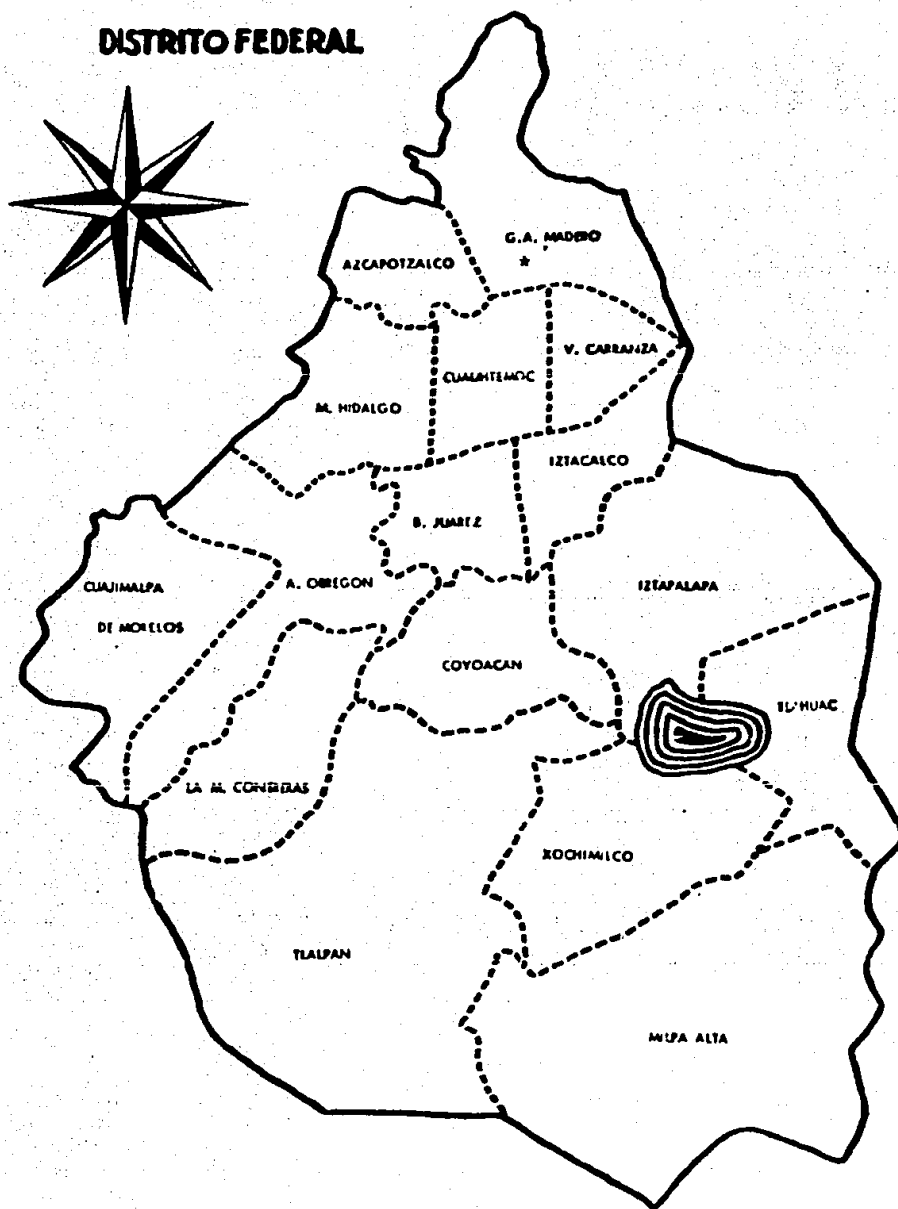 DISTRITO FEDERAL
G.A. MADERO
*
AZCAPOTZALCO
V. CARRANZA
CUAUHTEMOC
M. HIDALGO
IZTACALCO
B. JUAREZ
CUAJIMALPA
DE MORELOS
A. OBREGON
IZTAPALAPA
COYOACAN
LA M. CONTRERAS
XOCHIMILCO
TLALPAN
MILPA ALTA